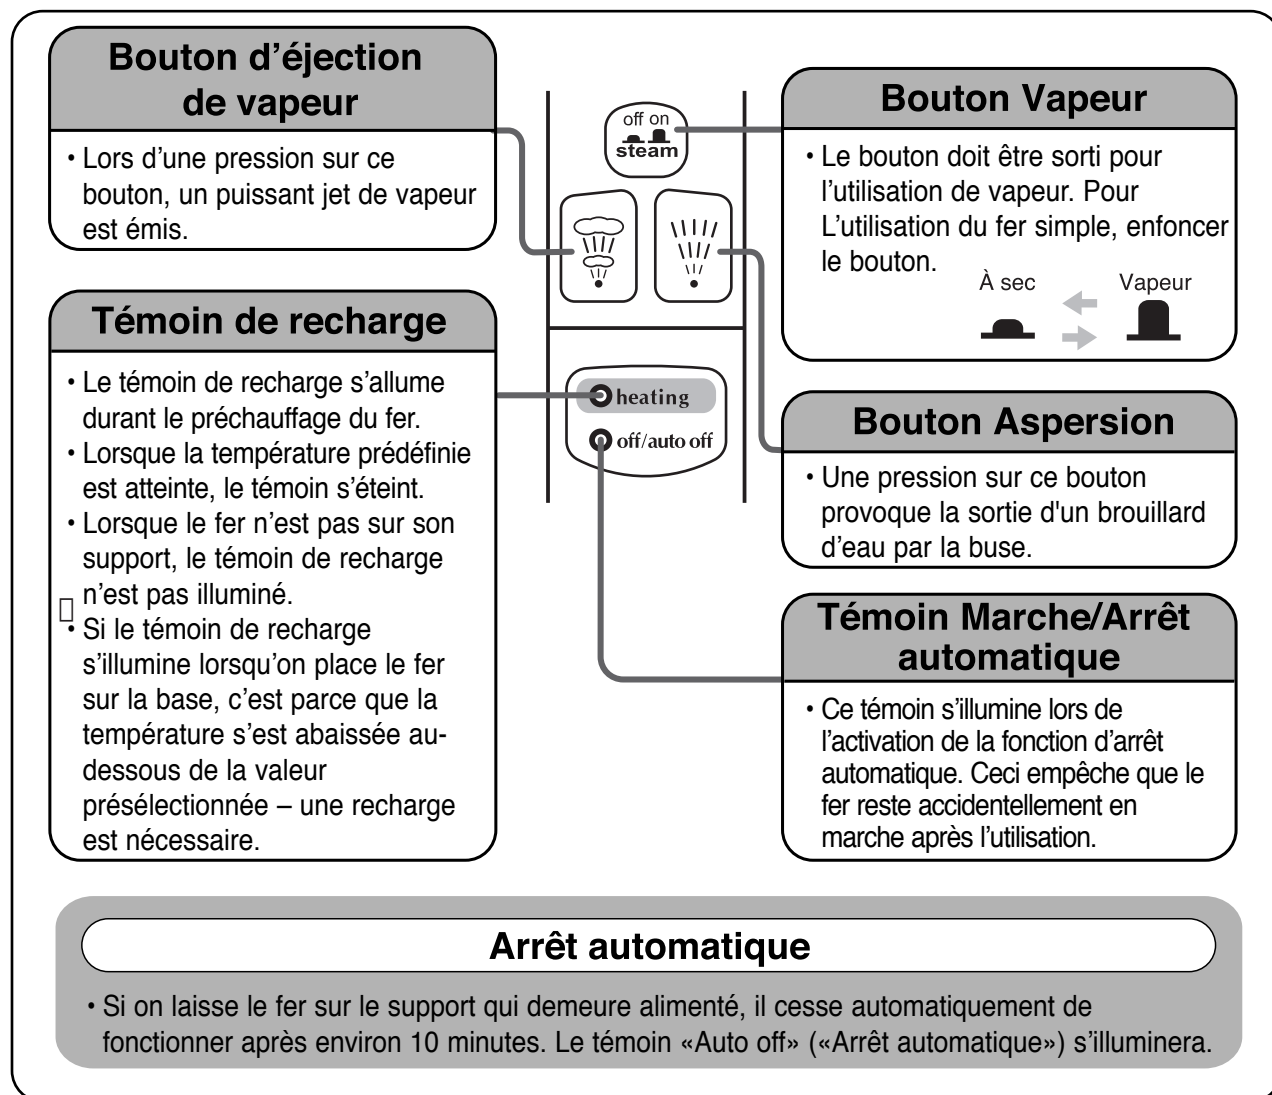 Bouton d’éjection
de vapeur
• Lors d’une pression sur ce
bouton, un puissant jet de vapeur
est émis.
Témoin de recharge
• Le témoin de recharge s’allume
durant le préchauffage du fer.
• Lorsque la température prédéfinie
est atteinte, le témoin s’éteint.
• Lorsque le fer n’est pas sur son
support, le témoin de recharge
n’est pas illuminé.
• Si le témoin de recharge
s’illumine lorsqu’on place le fer
sur la base, c’est parce que la
température s’est abaissée au-
dessous de la valeur
présélectionnée – une recharge
est nécessaire.
off on
steam
heating
off/auto off
Bouton Vapeur
• Le bouton doit être sorti pour
l’utilisation de vapeur. Pour
L’utilisation du fer simple, enfoncer
le bouton.
À sec Vapeur
Bouton Aspersion
• Une pression sur ce bouton
provoque la sortie d'un brouillard
d’eau par la buse.
Témoin Marche/Arrêt
automatique
• Ce témoin s’illumine lors de
l’activation de la fonction d’arrêt
automatique. Ceci empêche que le
fer reste accidentellement en
marche après l’utilisation.
Arrêt automatique
• Si on laisse le fer sur le support qui demeure alimenté, il cesse automatiquement de
fonctionner après environ 10 minutes. Le témoin «Auto off» («Arrêt automatique») s’illuminera.